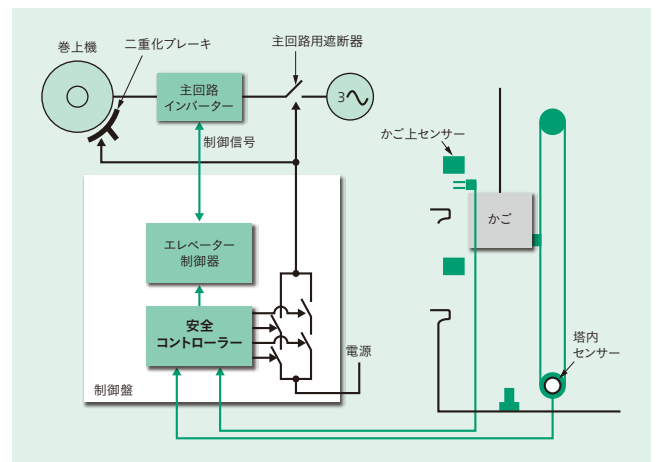 巻上機
二重化ブレーキ
主回路用遮断器
主回路
インバーター
3
制御信号
かご上センサー
かご
エレベーター
制御器
安全
コントローラー
電源
塔内
センサー
制御盤